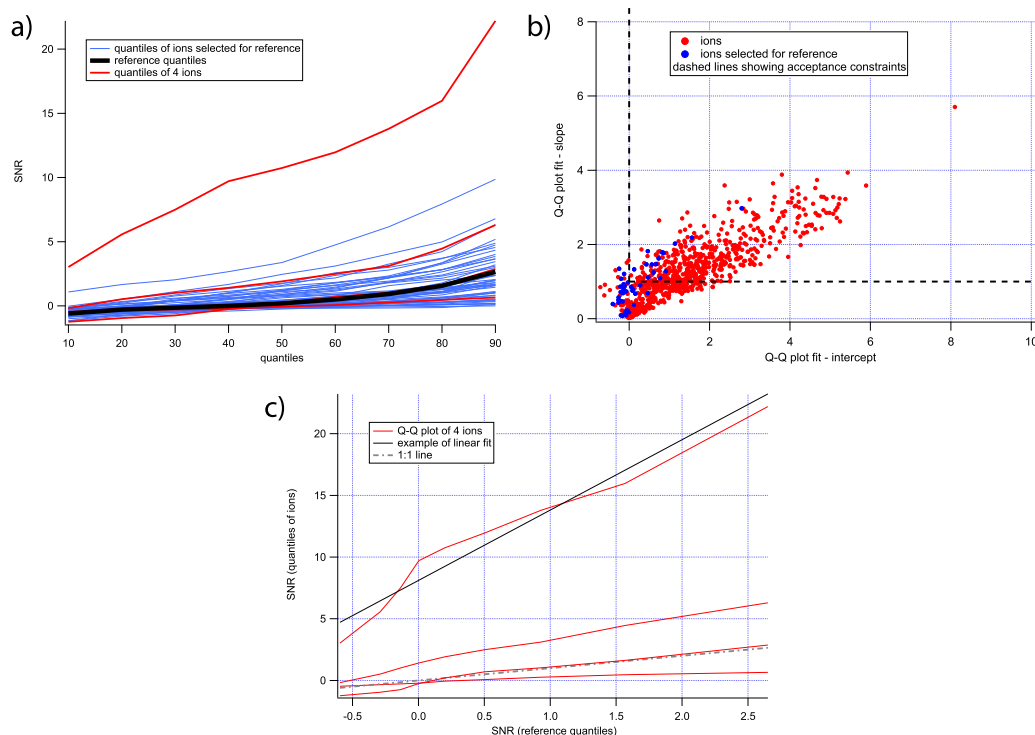 a)
quantiles of ions selected for reference
reference quantiles
quantiles of 4 ions
SNR
20
15
10
5
0
10 20 30 40 50 60 70 80 90
quantiles
b)
ions
ions selected for reference
dashed lines showing acceptance constraints
Q-Q plot fit - slope
8
6
4
2
0
0 2 4 6 8 10
Q-Q plot fit - intercept
c)
Q-Q plot of 4 ions
example of linear fit
1:1 line
SNR (quantiles of ions)
20
15
10
5
0
-0.5 0.0 0.5 1.0 1.5 2.0 2.5
SNR (reference quantiles)